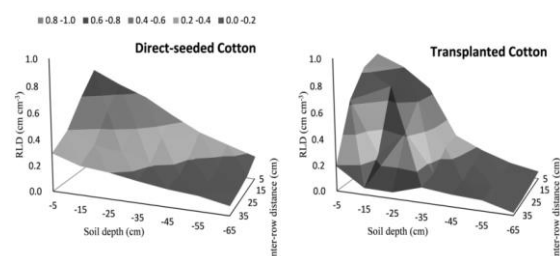 0.8 -1.0 0.6-0.8 0.4-0.6 0.2-0.4 0.0-0.2
Direct-seeded Cotton
RLD (cm cm⁻³)
1.0
0.8
0.6
0.4
0.2
0.0
-5 -15 -25 -35 -45 -55 -65
Soil depth (cm)
5
15
25
35
nter-row distance (cm)
Transplanted Cotton
RLD (cm cm⁻³)
1.0
0.8
0.6
0.4
0.2
0.0
-5 -15 -25 -35 -45 -55 -65
Soil depth (cm)
5
15
25
35
nter-row distance (cm)